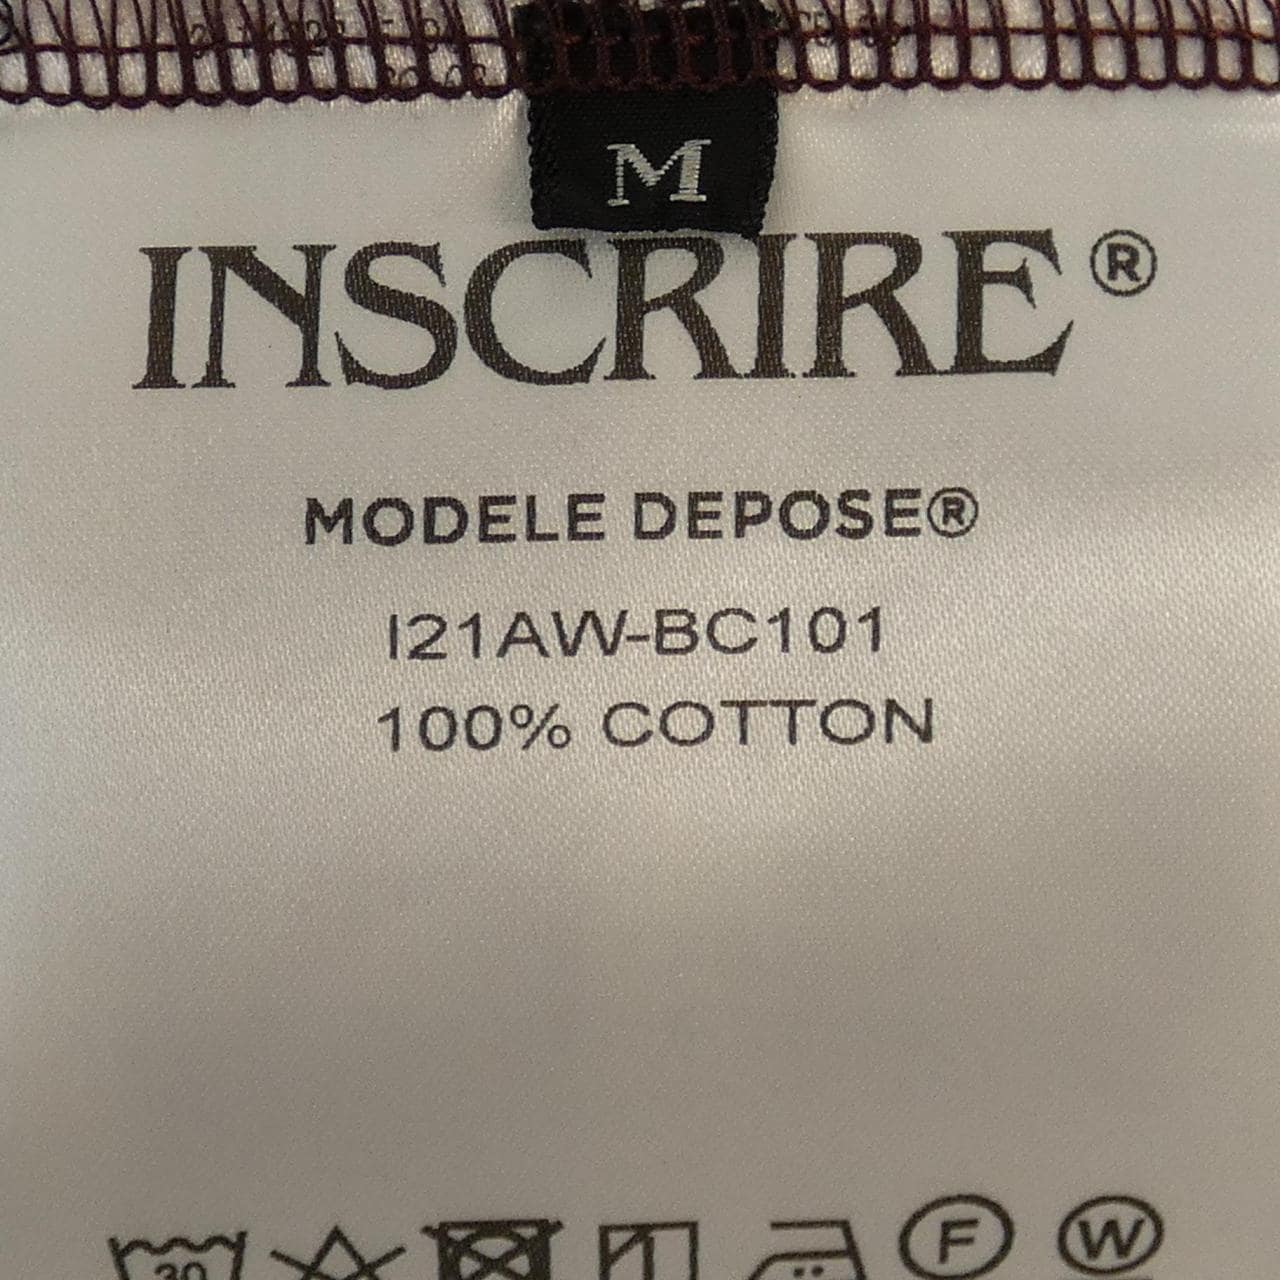 M
INSCRIRE®
MODELE DEPOSE®
I21AW-BC101
100% COTTON
30
F W